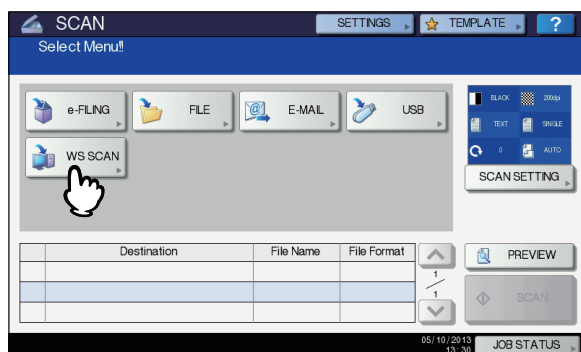 SCAN
SETTINGS
TEMPLATE
?
Select Menu!!
e-FILING
FILE
E-MAIL
USB
WS SCAN
BLACK
200dpi
TEXT
SINGLE
0
AUTO
SCAN SETTING
Destination
File Name
File Format
1
1
PREVIEW
SCAN
05/10/2013
13:30
JOB STATUS